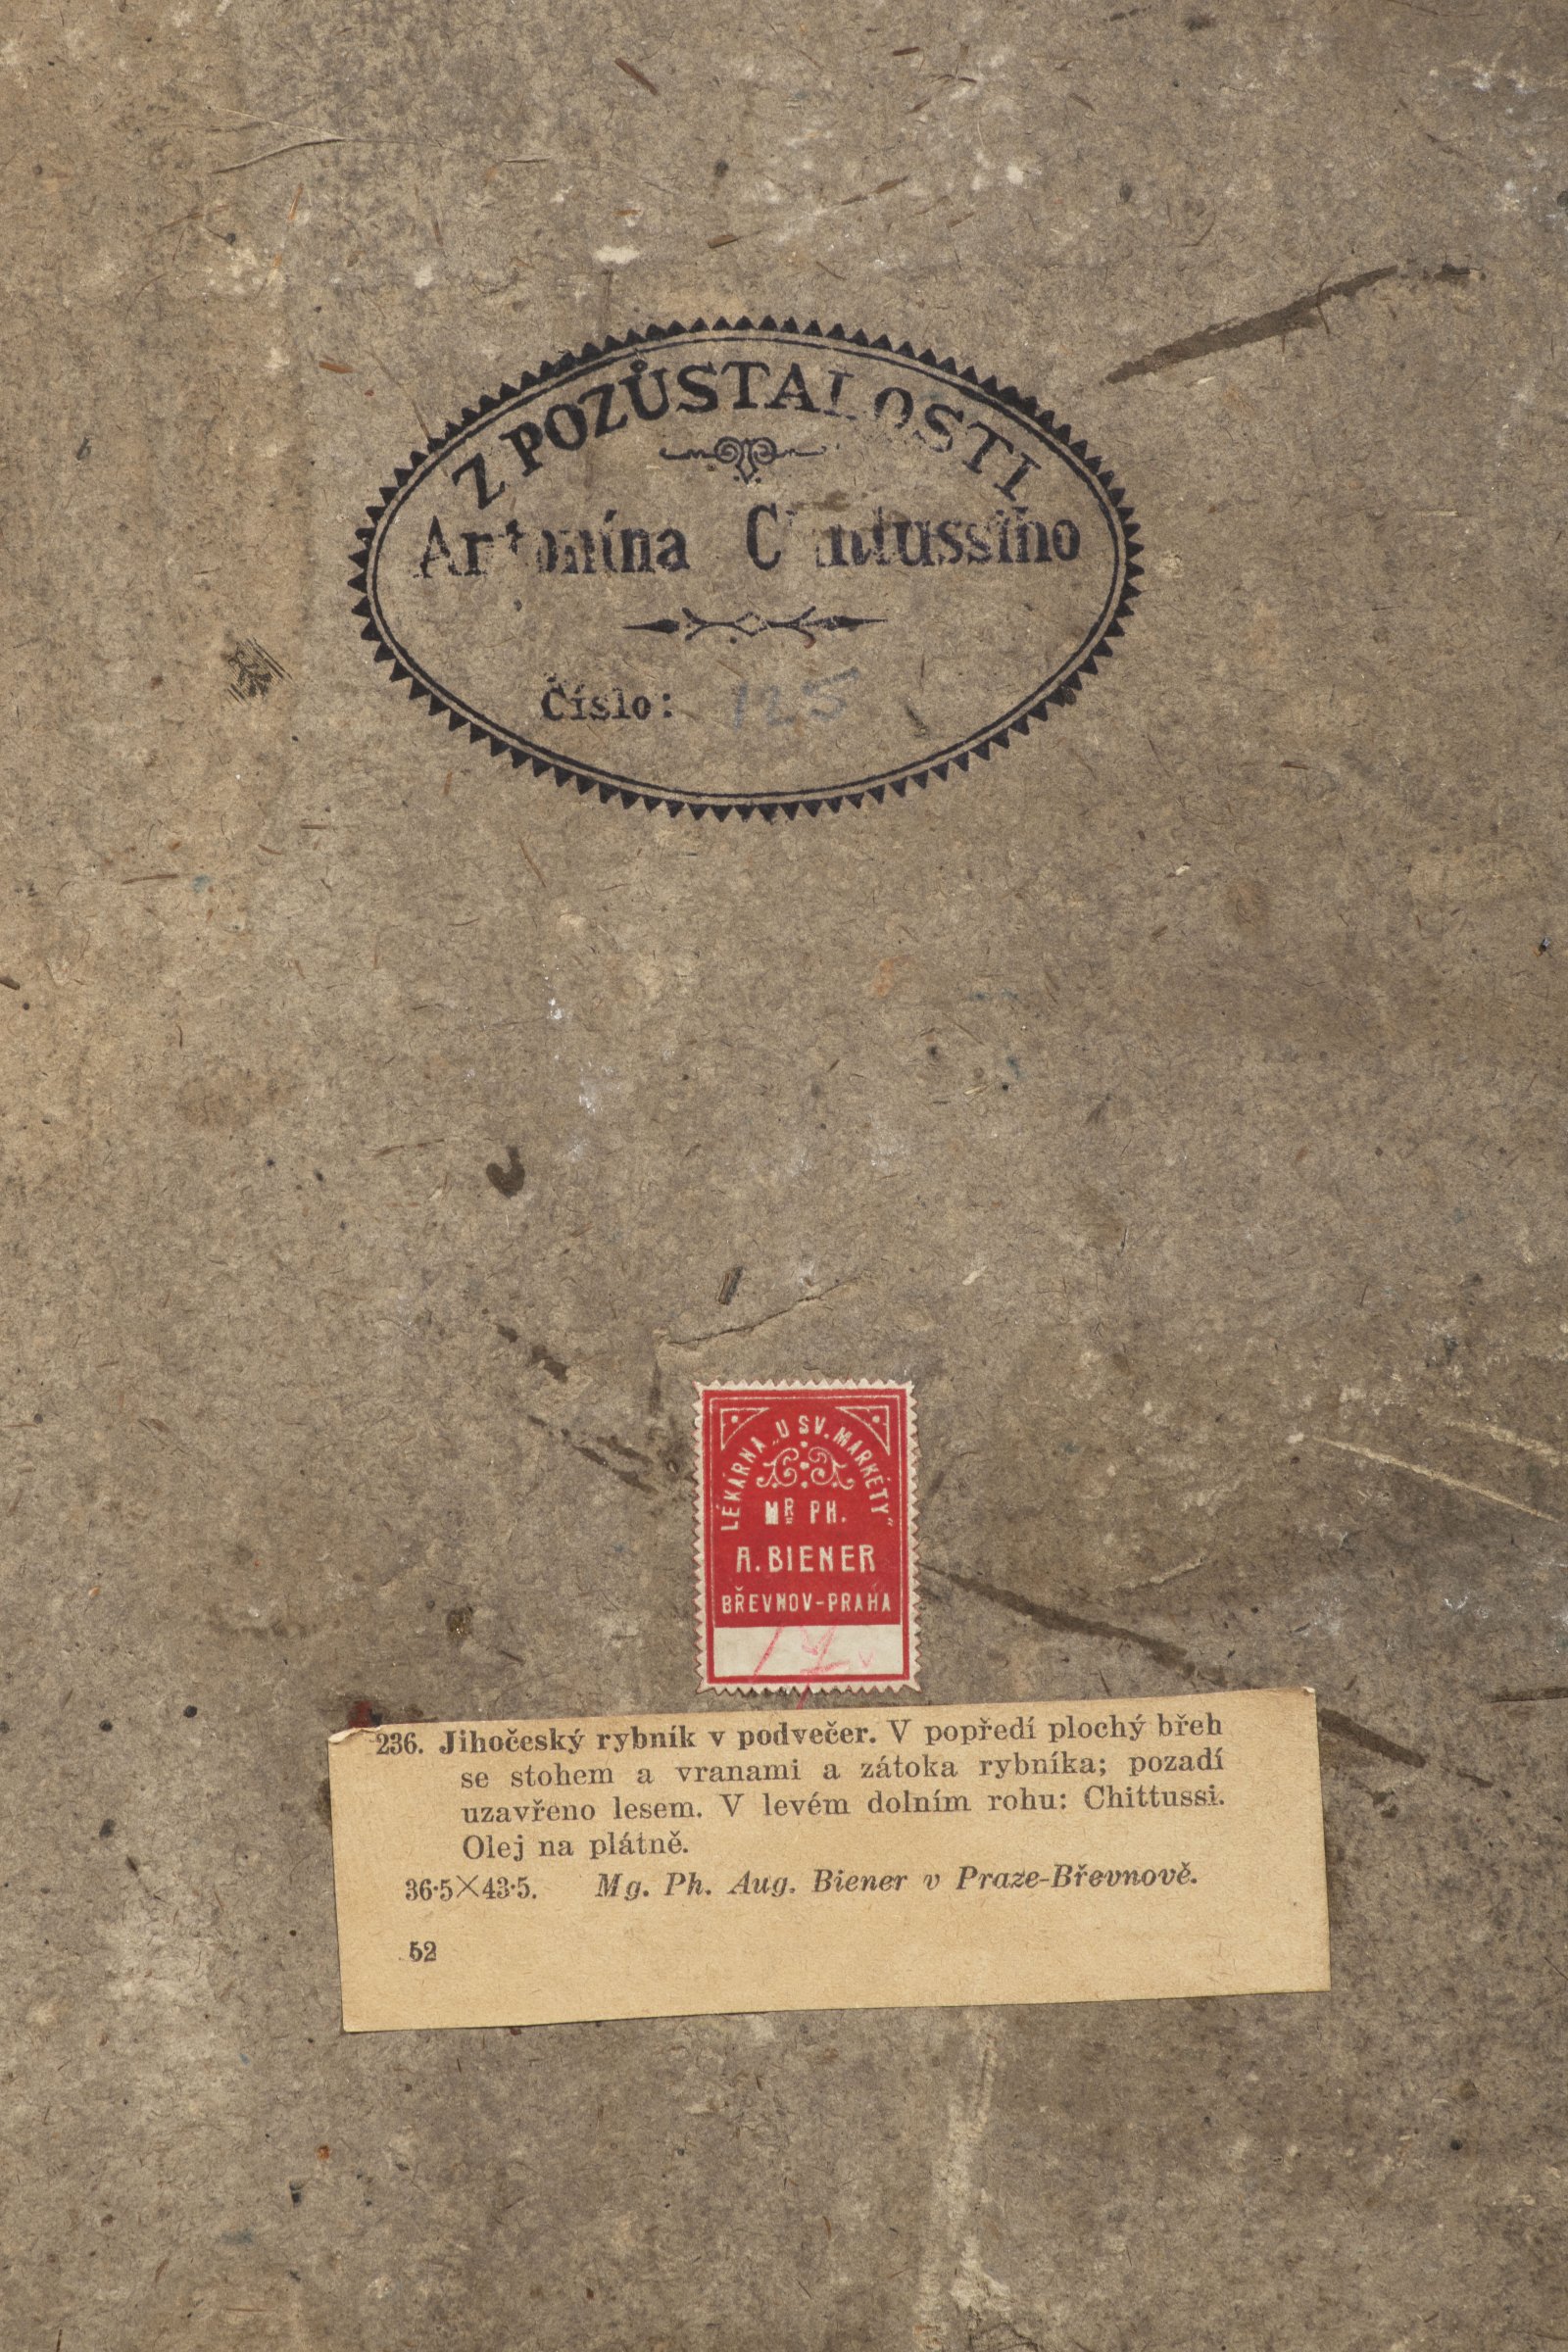 Z POZŮSTALOSTI
Antonína Chittussiho
Číslo: 125
LÉKÁRNA „U SV. MARKÉTY“
MR PH.
A. BIENER
BŘEVNOV-PRAHA
236. Jihočeský rybník v podvečer. V popředí plochý břeh
se stohem a vranami a zátoka rybníka; pozadí
uzavřeno lesem. V levém dolním rohu: Chittussi.
Olej na plátně.
36·5×43·5. Mg. Ph. Aug. Biener v Praze-Břevnově.
52